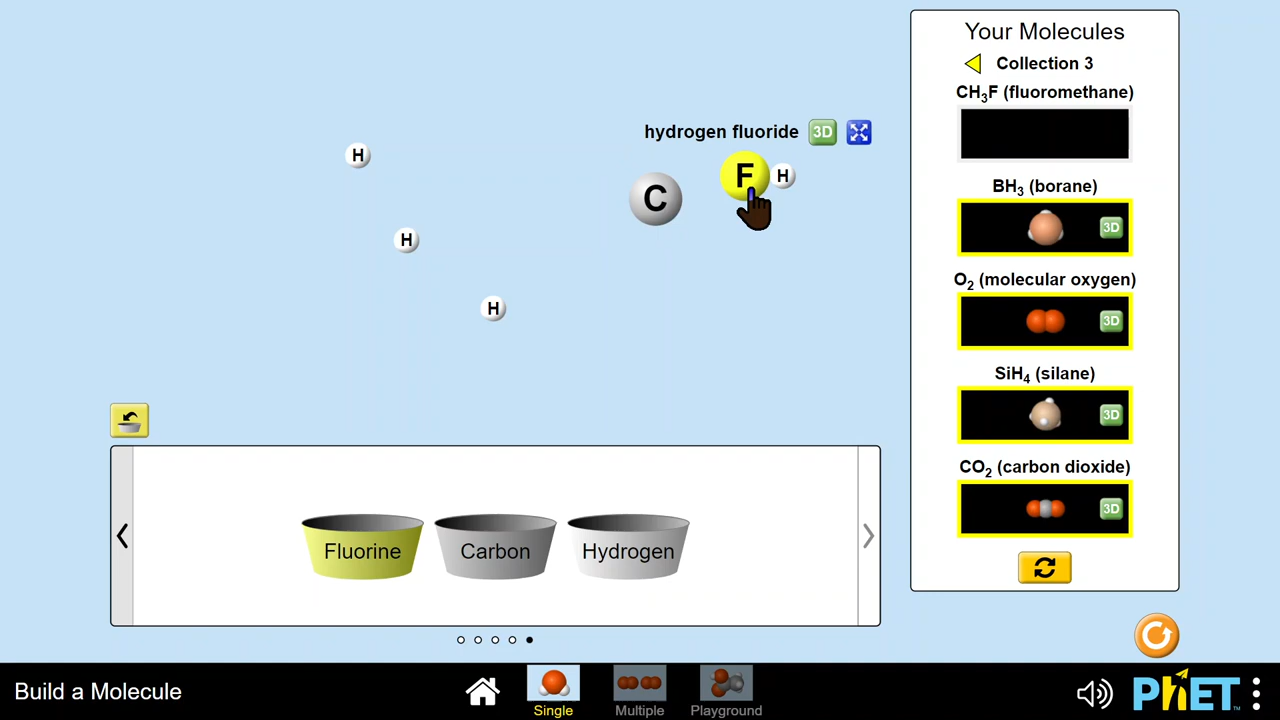 Your Molecules
Collection 3
CH₃F (fluoromethane)
hydrogen fluoride 3D
H
F H
C
BH₃ (borane)
3D
H
O₂ (molecular oxygen)
H
3D
SiH₄ (silane)
3D
CO₂ (carbon dioxide)
3D
Fluorine Carbon Hydrogen
Build a Molecule
Single Multiple Playground
PhET